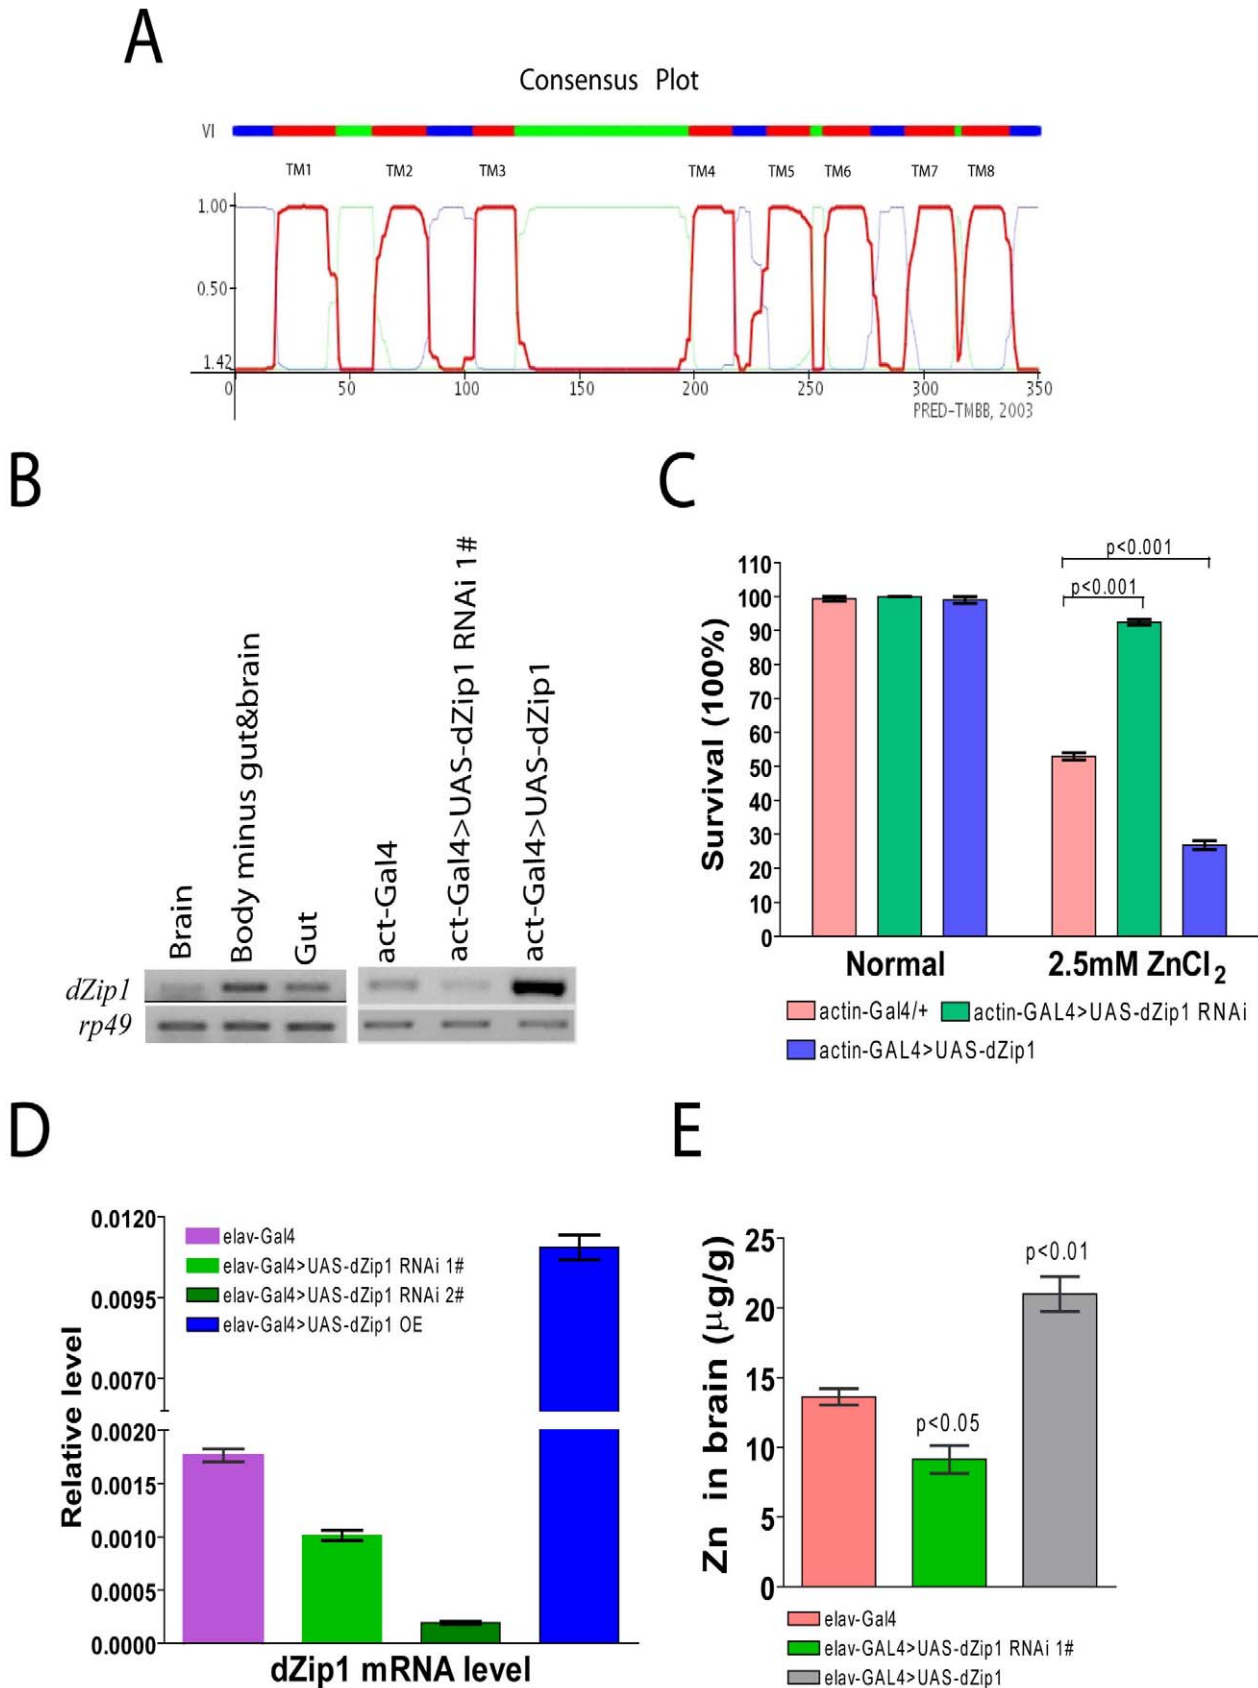 A
Consensus Plot
VI
TM1 TM2 TM3 TM4 TM5 TM6 TM7 TM8
1.00
0.50
1.42
0 50 100 150 200 250 300 350
PRED-TMBB, 2003
B
Brain
Body minus gut&brain
Gut
act-Gal4
act-Gal4>UAS-dZip1 RNAi 1#
act-Gal4>UAS-dZip1
dZip1
rp49
C
Survival (100%)
110
100
90
80
70
60
50
40
30
20
10
0
p<0.001
p<0.001
Normal 2.5mM ZnCl2
actin-Gal4/+ actin-GAL4>UAS-dZip1 RNAi
actin-GAL4>UAS-dZip1
D
Relative level
0.0120
0.0095
0.0070
0.0020
0.0015
0.0010
0.0005
0.0000
elav-Gal4
elav-Gal4>UAS-dZip1 RNAi 1#
elav-Gal4>UAS-dZip1 RNAi 2#
elav-Gal4>UAS-dZip1 OE
dZip1 mRNA level
E
Zn in brain (μg/g)
25
20
15
10
5
0
p<0.05
p<0.01
elav-Gal4
elav-GAL4>UAS-dZip1 RNAi 1#
elav-GAL4>UAS-dZip1